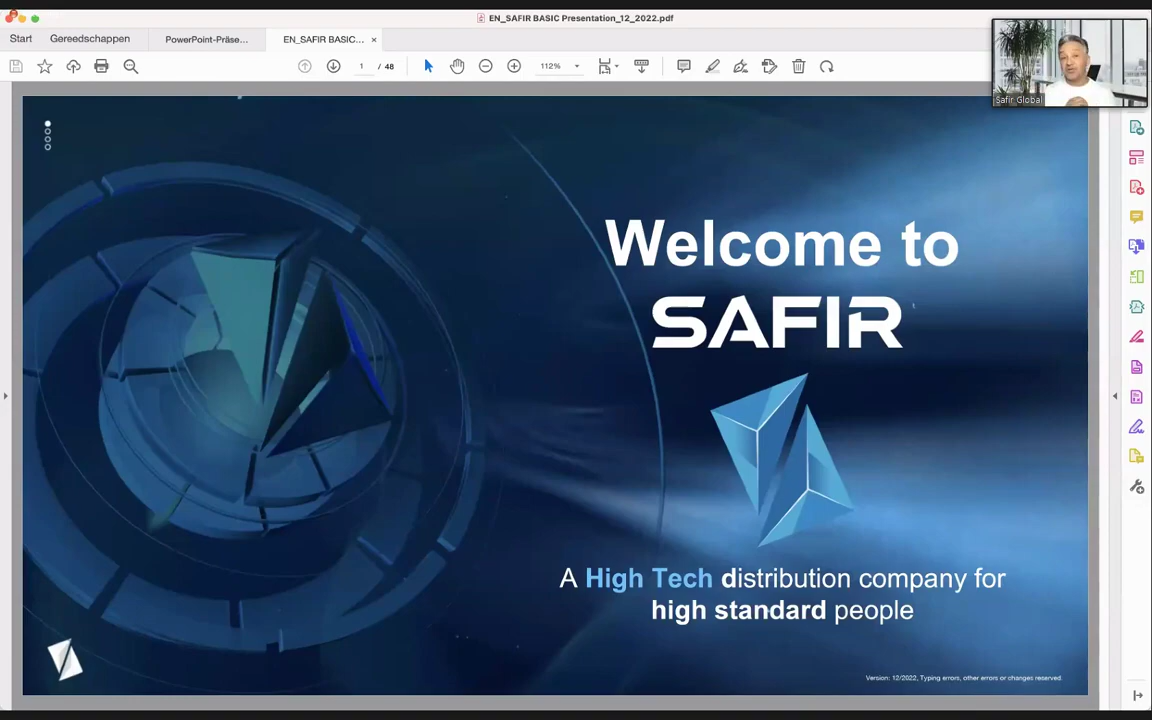 EN_SAFIR BASIC Presentation_12_2022.pdf
Start
Gereedschappen
PowerPoint-Präse...
EN_SAFIR BASIC...
×
1 / 48
112%
Safir Global
Welcome to
SAFIR
A High Tech distribution company for
high standard people
Version: 12/2022, Typing errors, other errors or changes reserved.